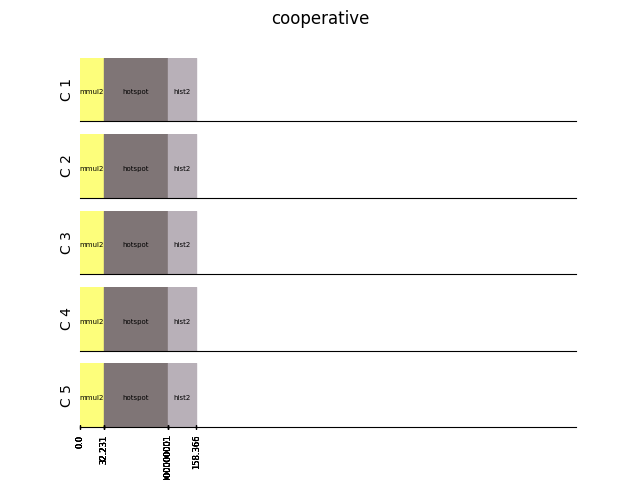 cooperative
C 1
mmul2 hotspot hist2
C 2
mmul2 hotspot hist2
C 3
mmul2 hotspot hist2
C 4
mmul2 hotspot hist2
C 5
mmul2 hotspot hist2
0.0
32.231
158.366